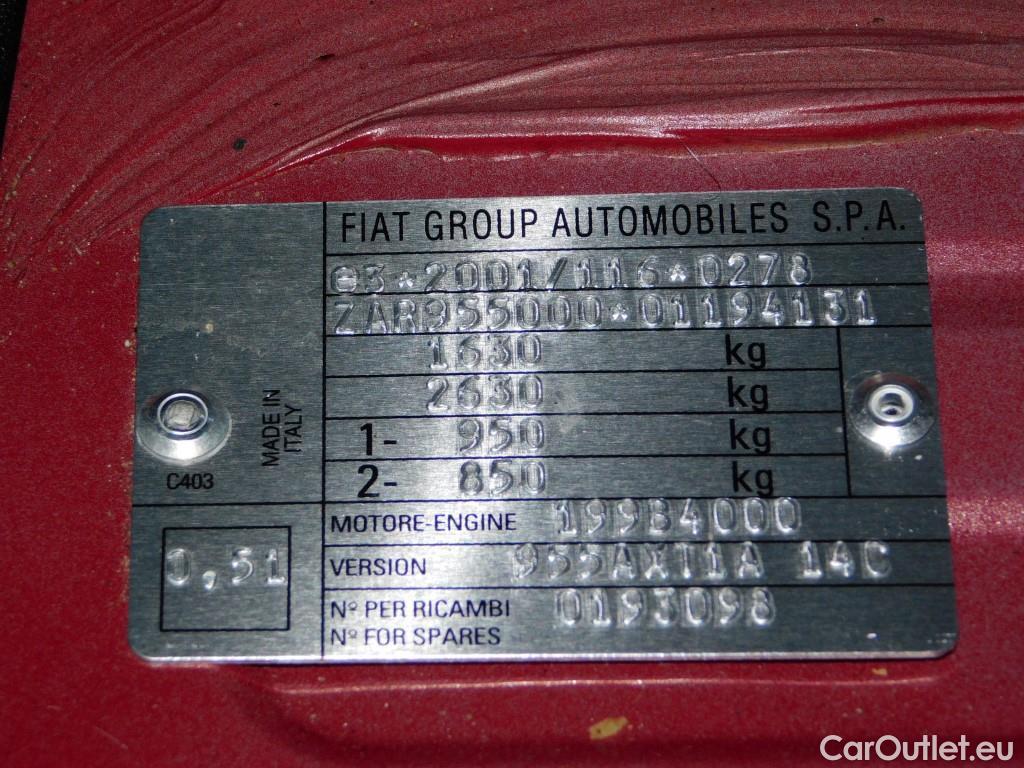 FIAT GROUP AUTOMOBILES S.P.A.
e3*2001/116*0278
ZAR955000*01194131
1630 kg
2630 kg
1- 950 kg
2- 850 kg
MADE IN
ITALY
C403
MOTORE-ENGINE 199B4000
0,51
VERSION 955AXT1A 14C
Nº PER RICAMBI 0193098
Nº FOR SPARES
CarOutlet.eu